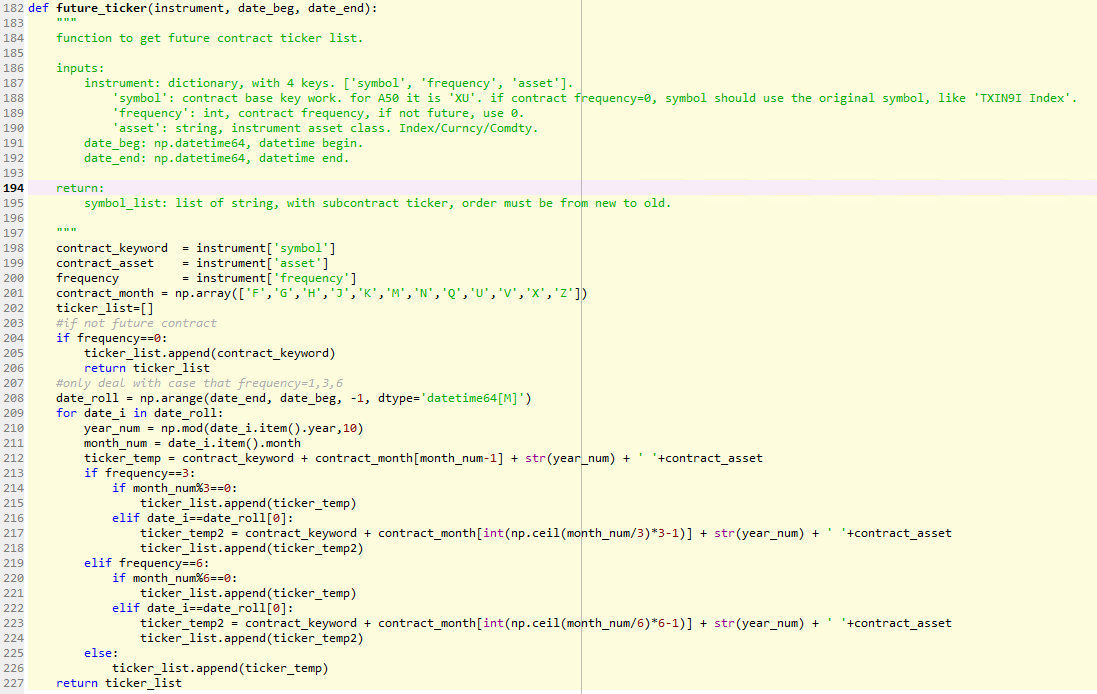 182 def future_ticker(instrument, date_beg, date_end):
183     """
184     function to get future contract ticker list.
185
186     inputs:
187         instrument: dictionary, with 4 keys. ['symbol', 'frequency', 'asset'].
188             'symbol': contract base key work. for A50 it is 'XU'. if contract frequency=0, symbol should use the original symbol, like 'TXIN9I Index'.
189             'frequency': int, contract frequency, if not future, use 0.
190             'asset': string, instrument asset class. Index/Curncy/Comdty.
191         date_beg: np.datetime64, datetime begin.
192         date_end: np.datetime64, datetime end.
193
194     return:
195         symbol_list: list of string, with subcontract ticker, order must be from new to old.
196
197     """
198     contract_keyword  = instrument['symbol']
199     contract_asset    = instrument['asset']
200     frequency         = instrument['frequency']
201     contract_month = np.array(['F','G','H','J','K','M','N','Q','U','V','X','Z'])
202     ticker_list=[]
203     #if not future contract
204     if frequency==0:
205         ticker_list.append(contract_keyword)
206         return ticker_list
207     #only deal with case that frequency=1,3,6
208     date_roll = np.arange(date_end, date_beg, -1, dtype='datetime64[M]')
209     for date_i in date_roll:
210         year_num = np.mod(date_i.item().year,10)
211         month_num = date_i.item().month
212         ticker_temp = contract_keyword + contract_month[month_num-1] + str(year_num) + ' '+contract_asset
213         if frequency==3:
214             if month_num%3==0:
215                 ticker_list.append(ticker_temp)
216             elif date_i==date_roll[0]:
217                 ticker_temp2 = contract_keyword + contract_month[int(np.ceil(month_num/3)*3-1)] + str(year_num) + ' '+contract_asset
218                 ticker_list.append(ticker_temp2)
219         elif frequency==6:
220             if month_num%6==0:
221                 ticker_list.append(ticker_temp)
222             elif date_i==date_roll[0]:
223                 ticker_temp2 = contract_keyword + contract_month[int(np.ceil(month_num/6)*6-1)] + str(year_num) + ' '+contract_asset
224                 ticker_list.append(ticker_temp2)
225         else:
226             ticker_list.append(ticker_temp)
227     return ticker_list